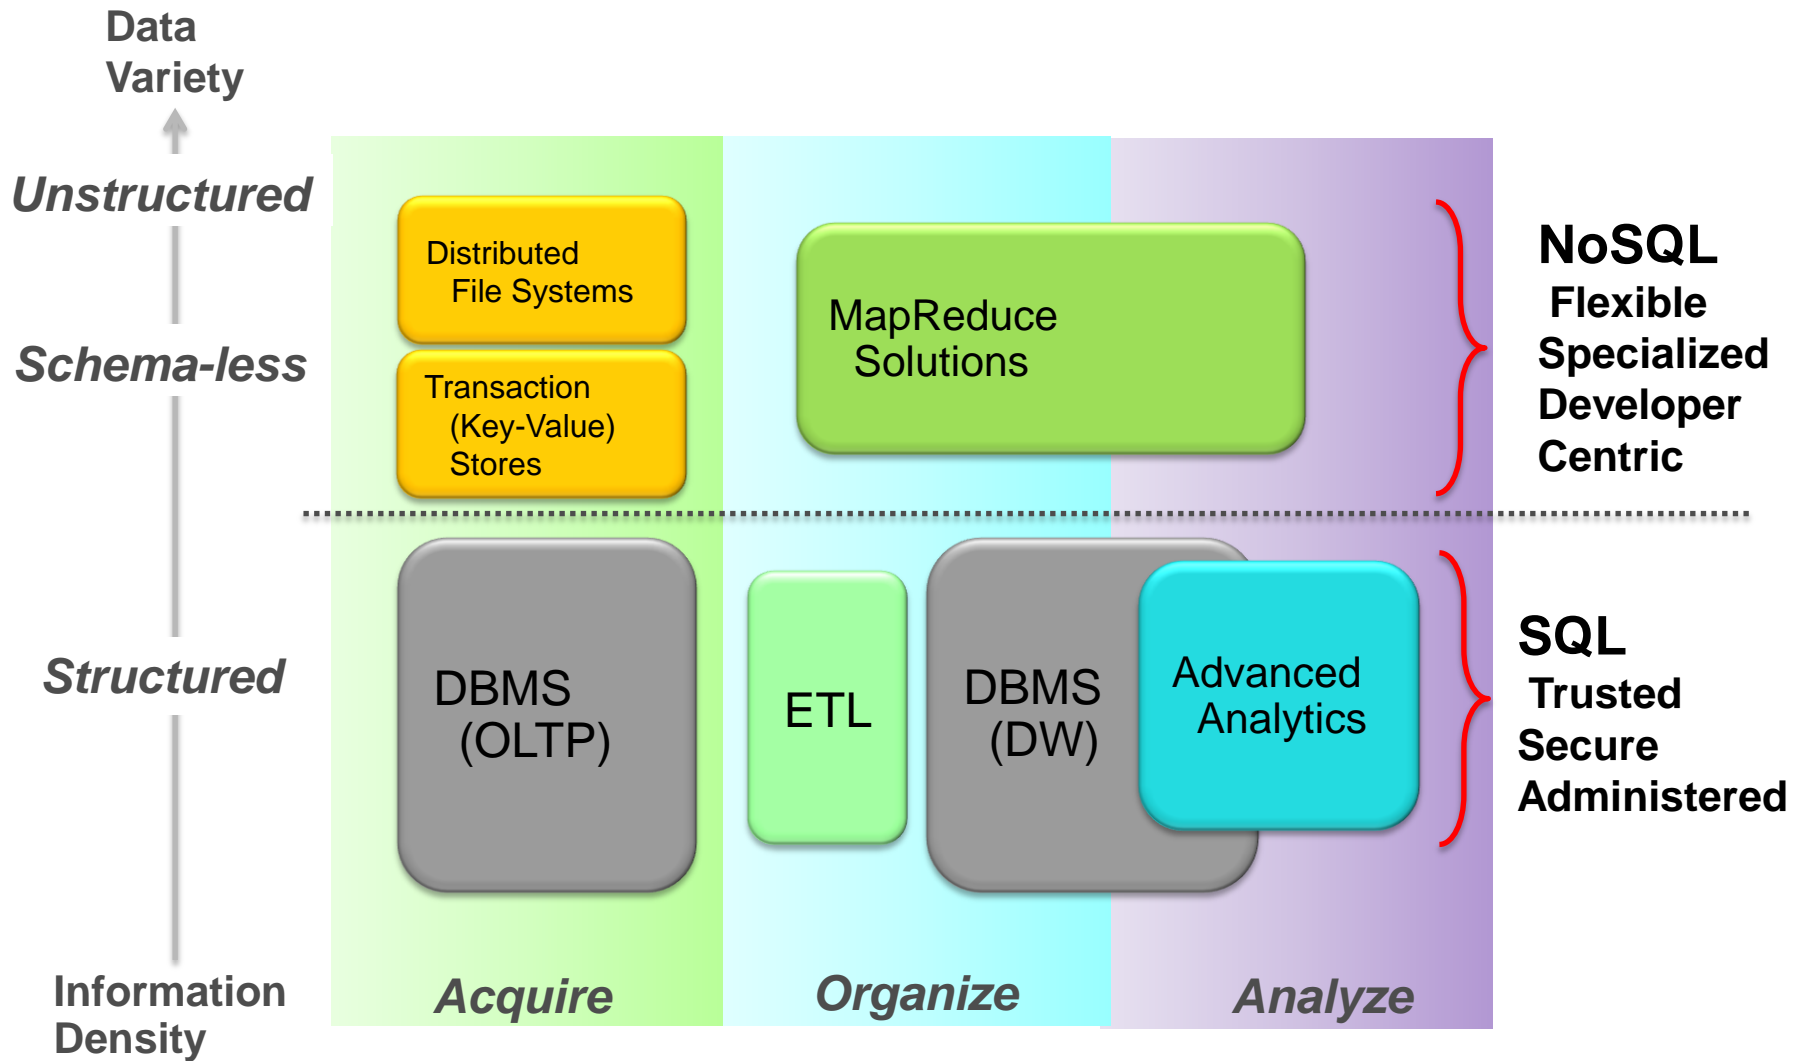 Data
Variety
Unstructured
Schema-less
Structured
Information
Density
Distributed
File Systems
Transaction
(Key-Value)
Stores
MapReduce
Solutions
NoSQL
Flexible
Specialized
Developer
Centric
DBMS
(OLTP)
ETL
DBMS
(DW)
Advanced
Analytics
SQL
Trusted
Secure
Administered
Acquire
Organize
Analyze